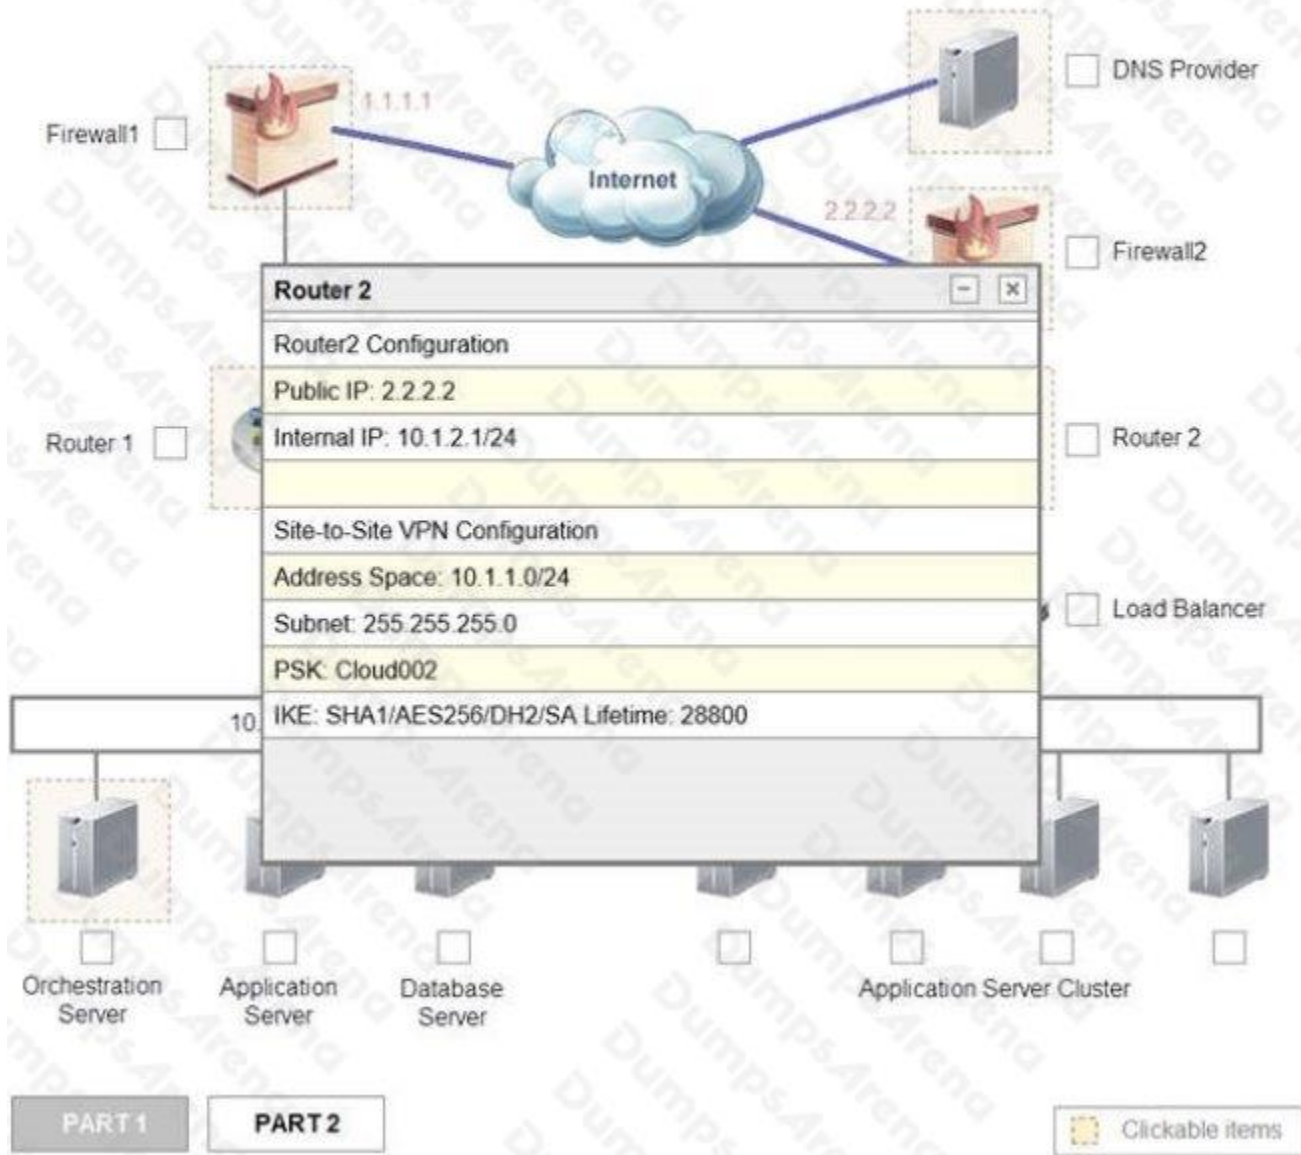 DNS Provider
1.1.1.1
Firewall1
Internet
2.2.2.2
Firewall2
Router 2
Router2 Configuration
Public IP: 2.2.2.2
Internal IP: 10.1.2.1/24
Router 1
Router 2
Site-to-Site VPN Configuration
Address Space: 10.1.1.0/24
Subnet: 255.255.255.0
Load Balancer
PSK: Cloud002
10.
IKE: SHA1/AES256/DH2/SA Lifetime: 28800
Orchestration Server
Application Server
Database Server
Application Server Cluster
PART 1
PART 2
Clickable items
DumpsArena